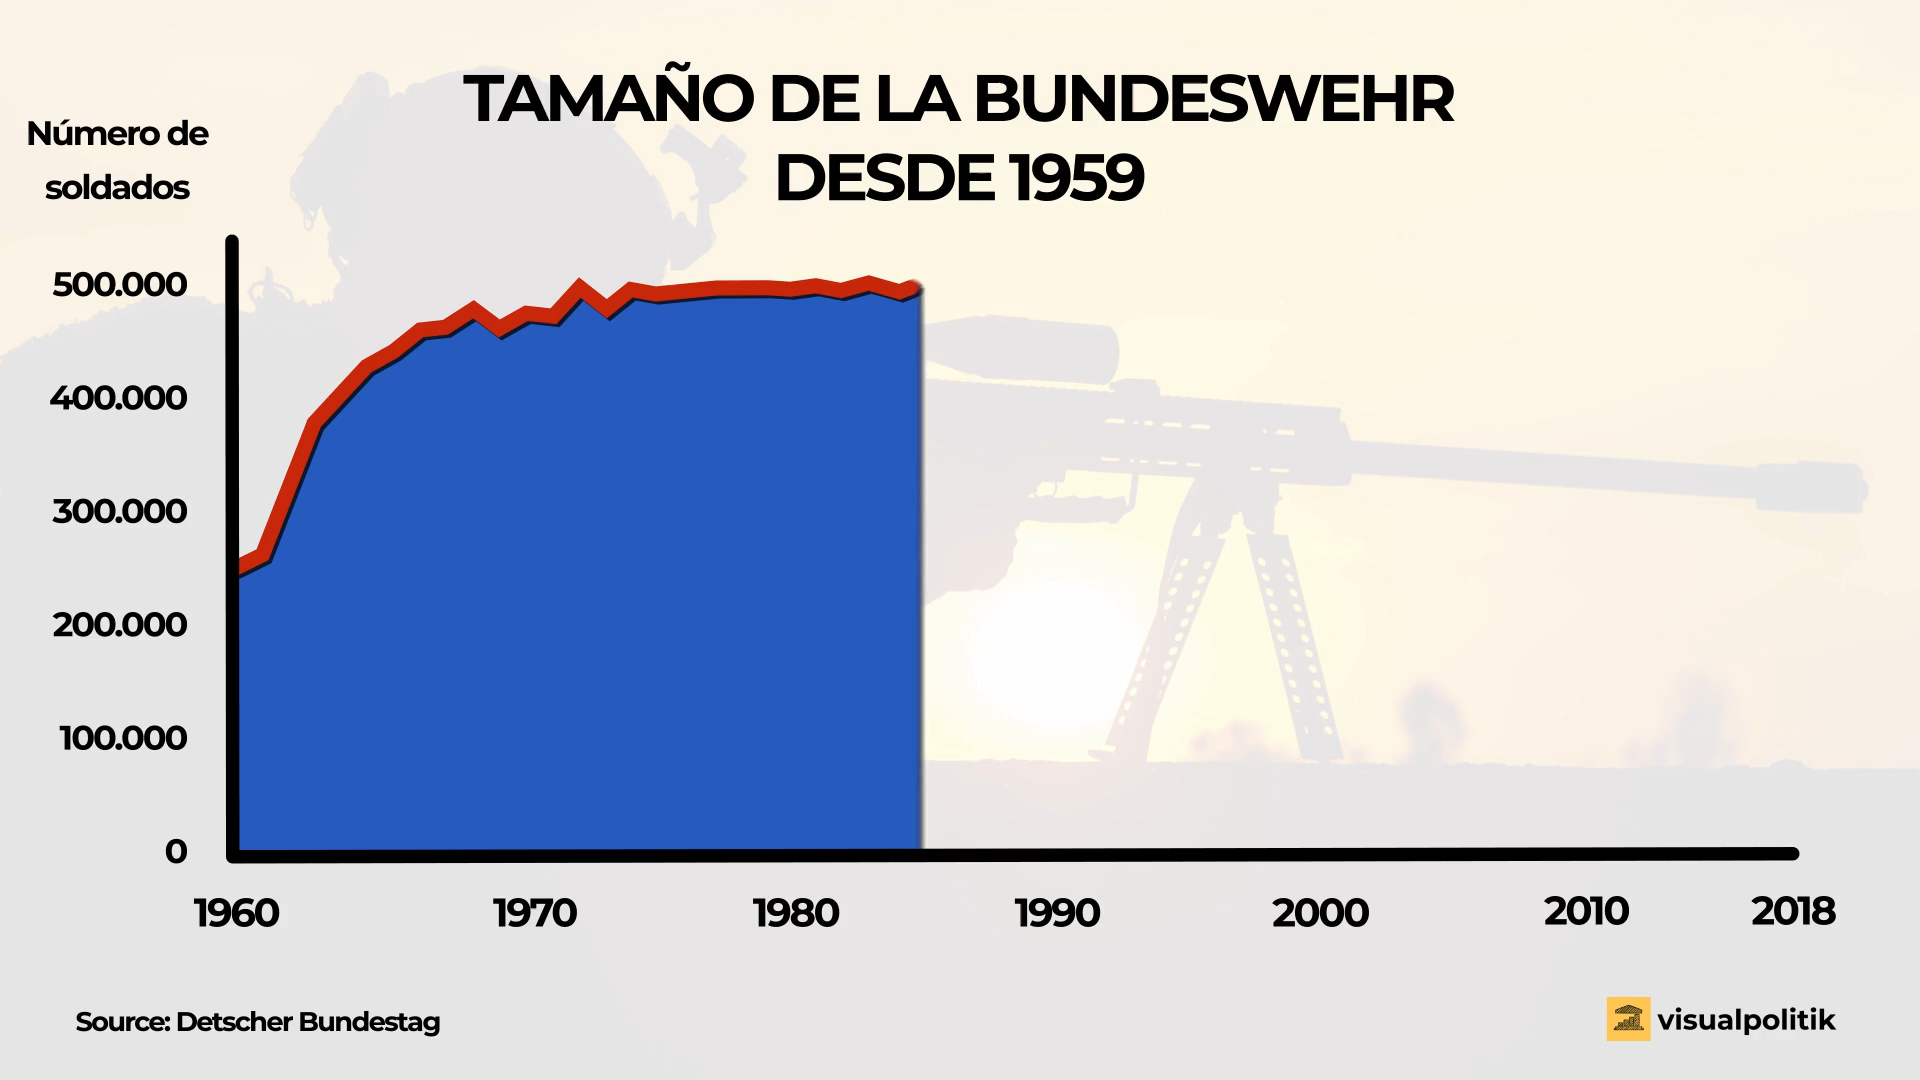 TAMAÑO DE LA BUNDESWEHR
DESDE 1959
Número de
soldados
500.000
400.000
300.000
200.000
100.000
0
1960 1970 1980 1990 2000 2010 2018
Source: Detscher Bundestag
visualpolitik